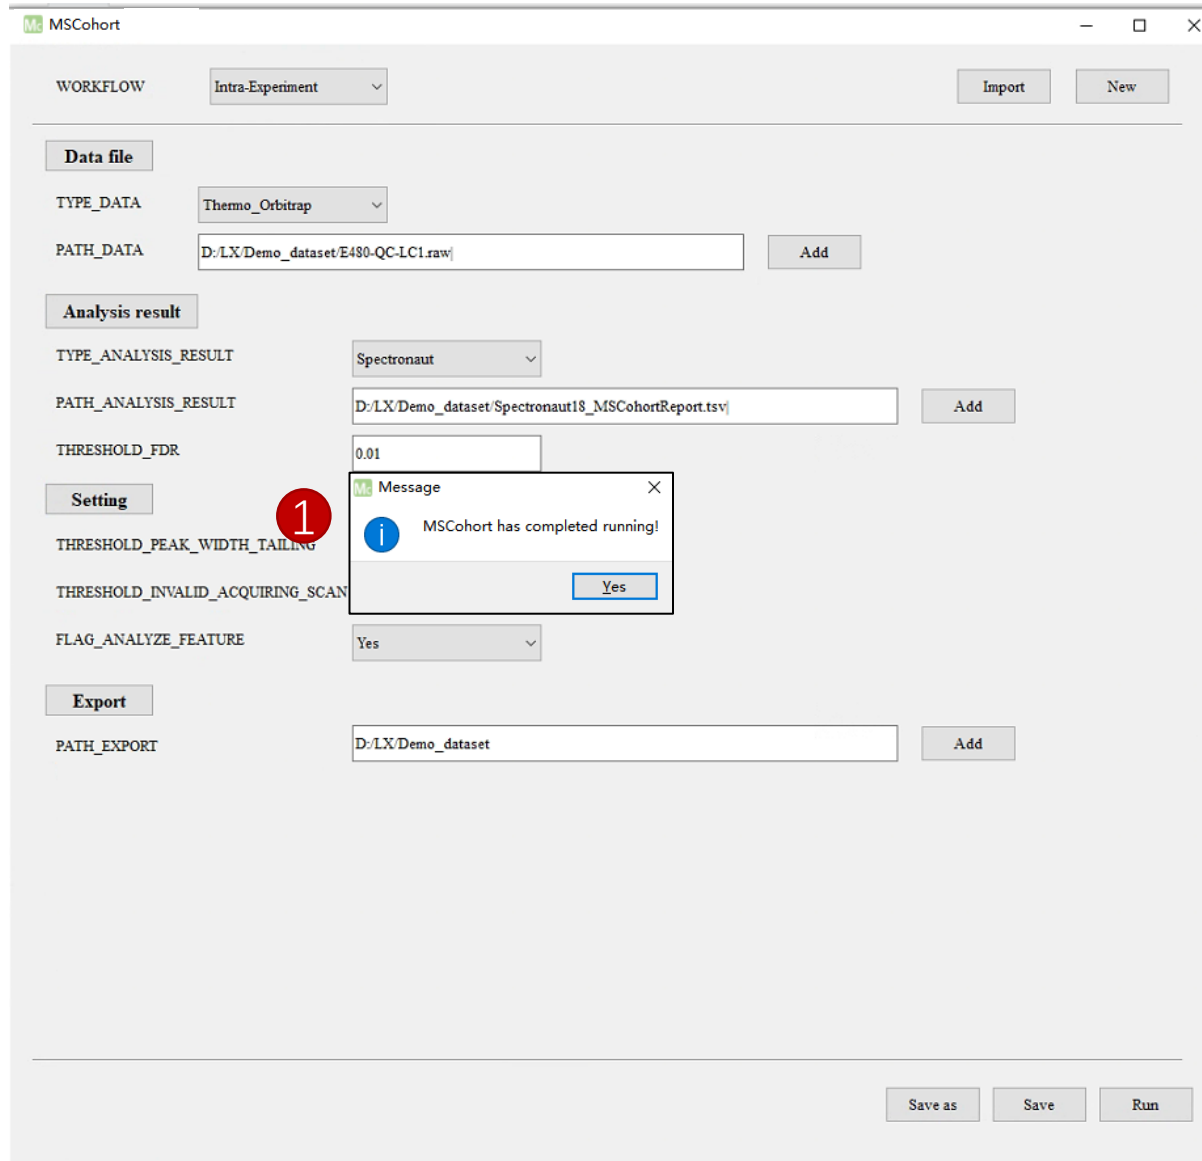 Mc MSCohort
WORKFLOW Intra-Experiment Import New
Data file
TYPE_DATA Thermo_Orbitrap
PATH_DATA D:/LX/Demo_dataset/E480-QC-LC1.raw Add
Analysis result
TYPE_ANALYSIS_RESULT Spectronaut
PATH_ANALYSIS_RESULT D:/LX/Demo_dataset/Spectronaut18_MSCohortReport.tsv Add
THRESHOLD_FDR 0.01
Mc Message
Setting
1
MSCohort has completed running!
THRESHOLD_PEAK_WIDTH_TAILING
Yes
THRESHOLD_INVALID_ACQUIRING_SCAN
FLAG_ANALYZE_FEATURE Yes
Export
PATH_EXPORT D:/LX/Demo_dataset Add
Save as Save Run